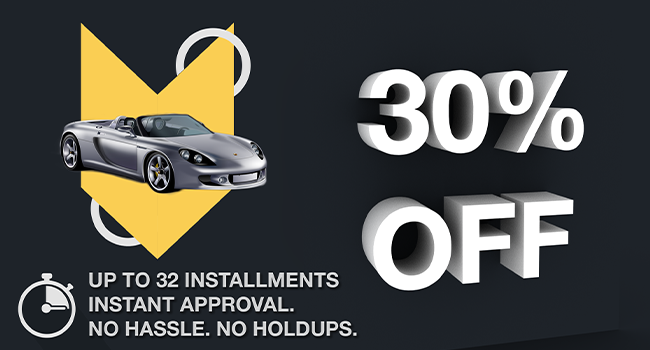 30%
OFF
UP TO 32 INSTALLMENTS
INSTANT APPROVAL.
NO HASSLE. NO HOLDUPS.